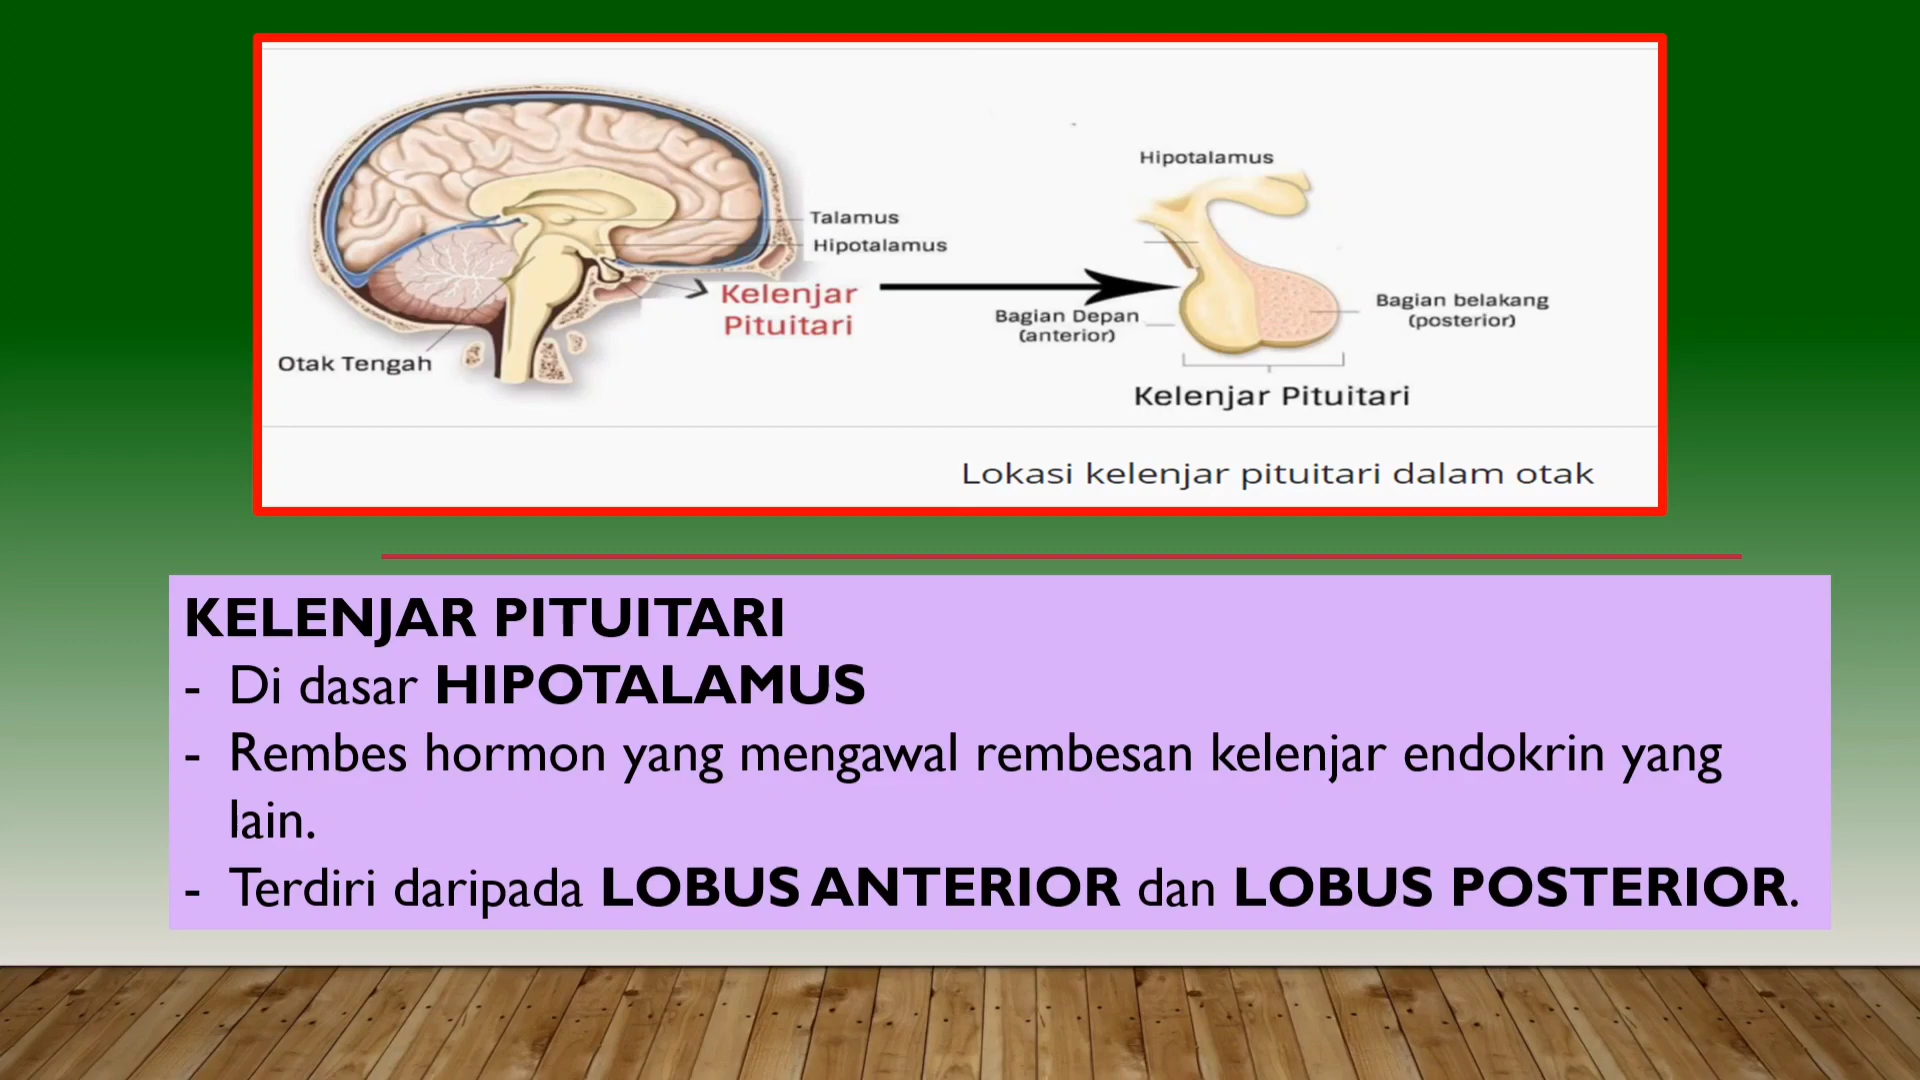 Hipotalamus
Talamus
Hipotalamus
Kelenjar
Pituitari
Bagian Depan
(anterior)
Bagian belakang
(posterior)
Otak Tengah
Kelenjar Pituitari
Lokasi kelenjar pituitari dalam otak
KELENJAR PITUITARI
- Di dasar HIPOTALAMUS
- Rembes hormon yang mengawal rembesan kelenjar endokrin yang
lain.
- Terdiri daripada LOBUS ANTERIOR dan LOBUS POSTERIOR.